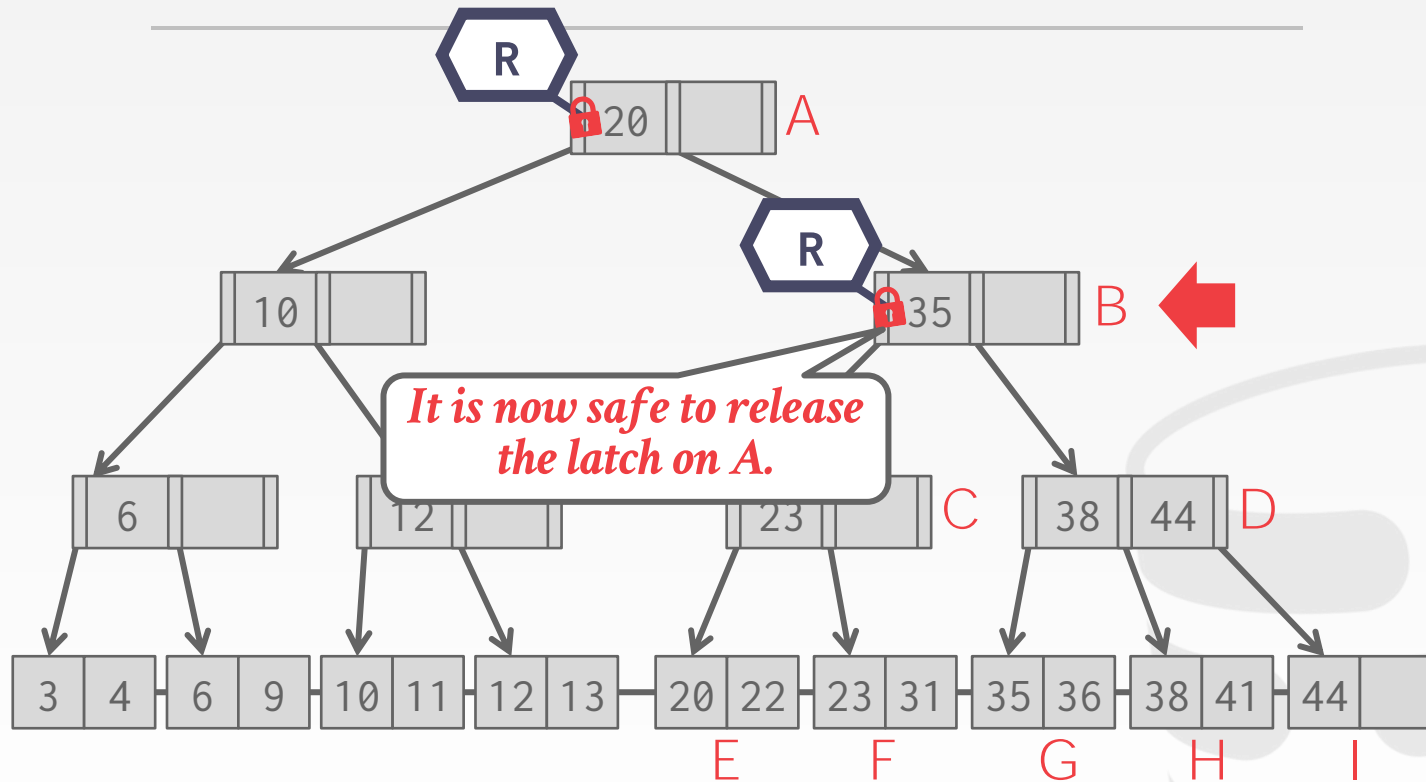 R
20 A
R
10 35 B
It is now safe to release
the latch on A.
6 12 23 C 38 44 D
3 4 6 9 10 11 12 13 20 22 23 31 35 36 38 41 44
E F G H I